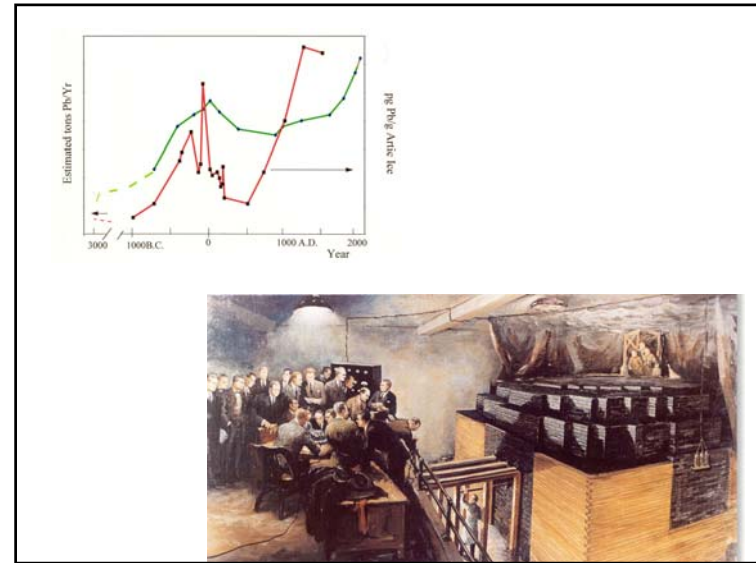 Estimated tons Pb/Yr
pg Pb/g Artic Ice
3000 1000B.C. 0 1000 A.D. 2000
Year